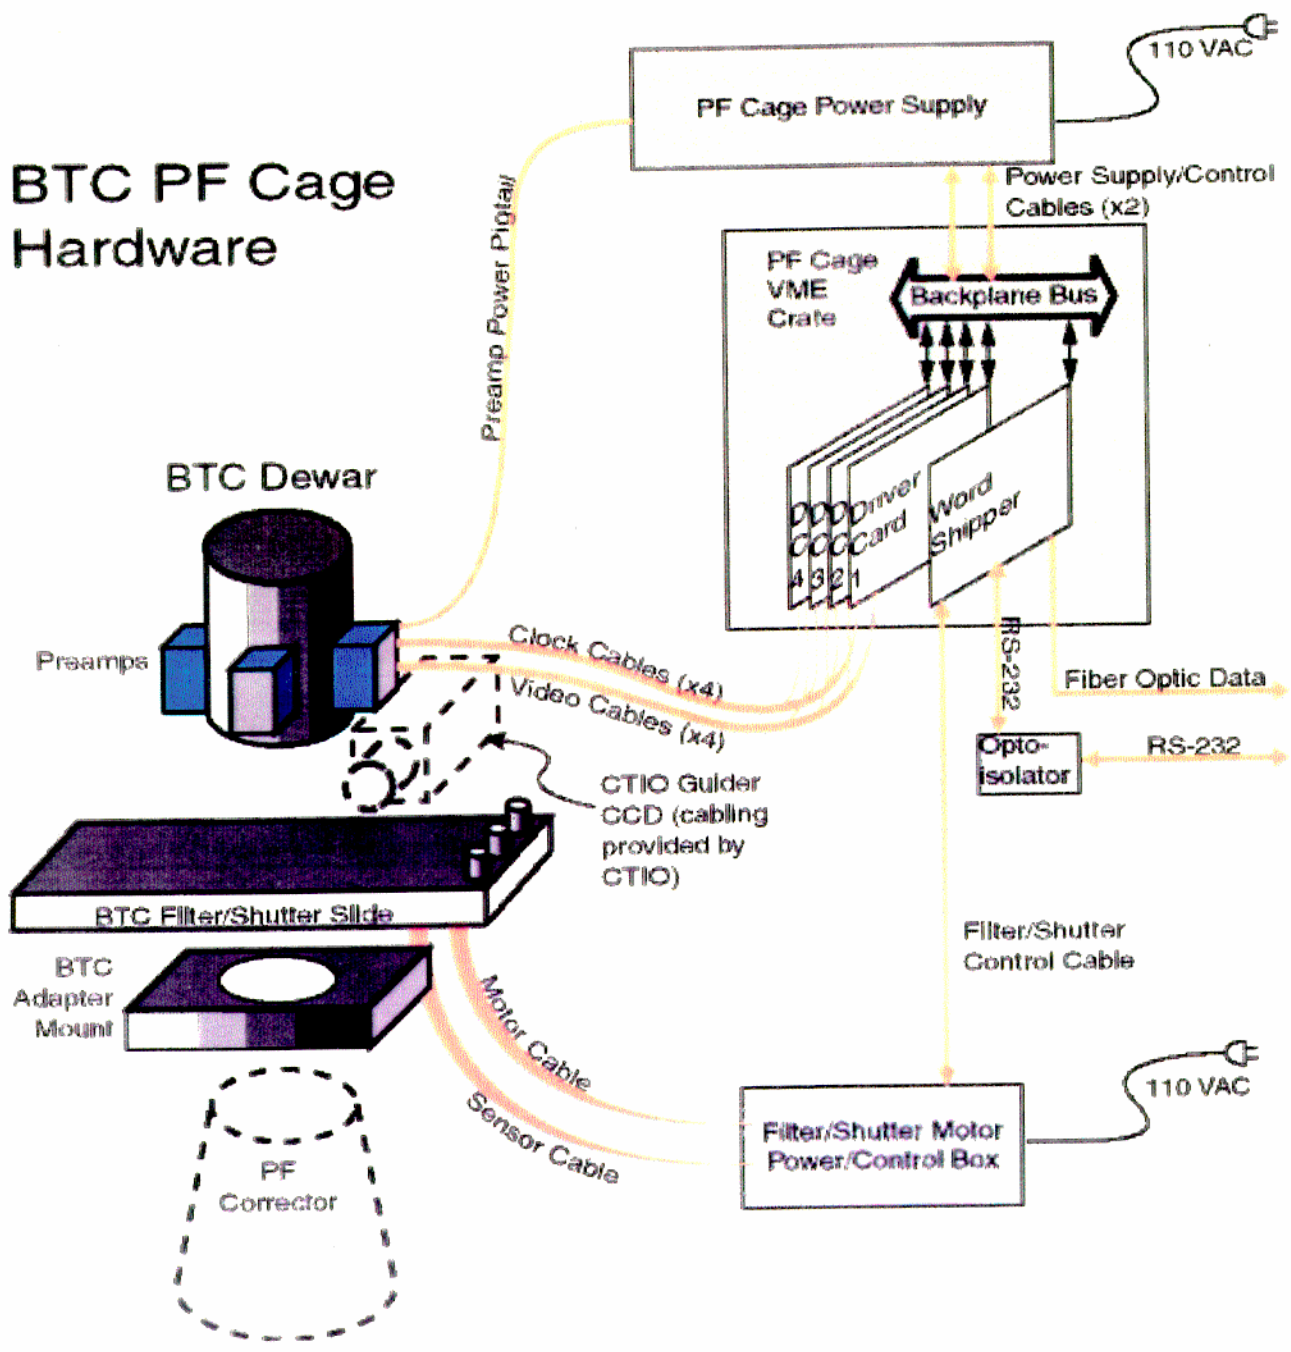 110 VAC
PF Cage Power Supply
BTC PF Cage
Hardware
Power Supply/Control
Cables (x2)
Preamp Power Pigtail
PF Cage
VME
Crate
Backplane Bus
BTC Dewar
D D D Driver
C C C Card
4 3 2 1
Word
Shipper
Preamps
Clock Cables (x4)
Video Cables (x4)
RS-232
Fiber Optic Data
Opto-
isolator
RS-232
CTIO Guider
CCD (cabling
provided by
CTIO)
BTC Filter/Shutter Slide
Filter/Shutter
Control Cable
BTC
Adapter
Mount
Motor Cable
Sensor Cable
110 VAC
Filter/Shutter Motor
Power/Control Box
PF
Corrector